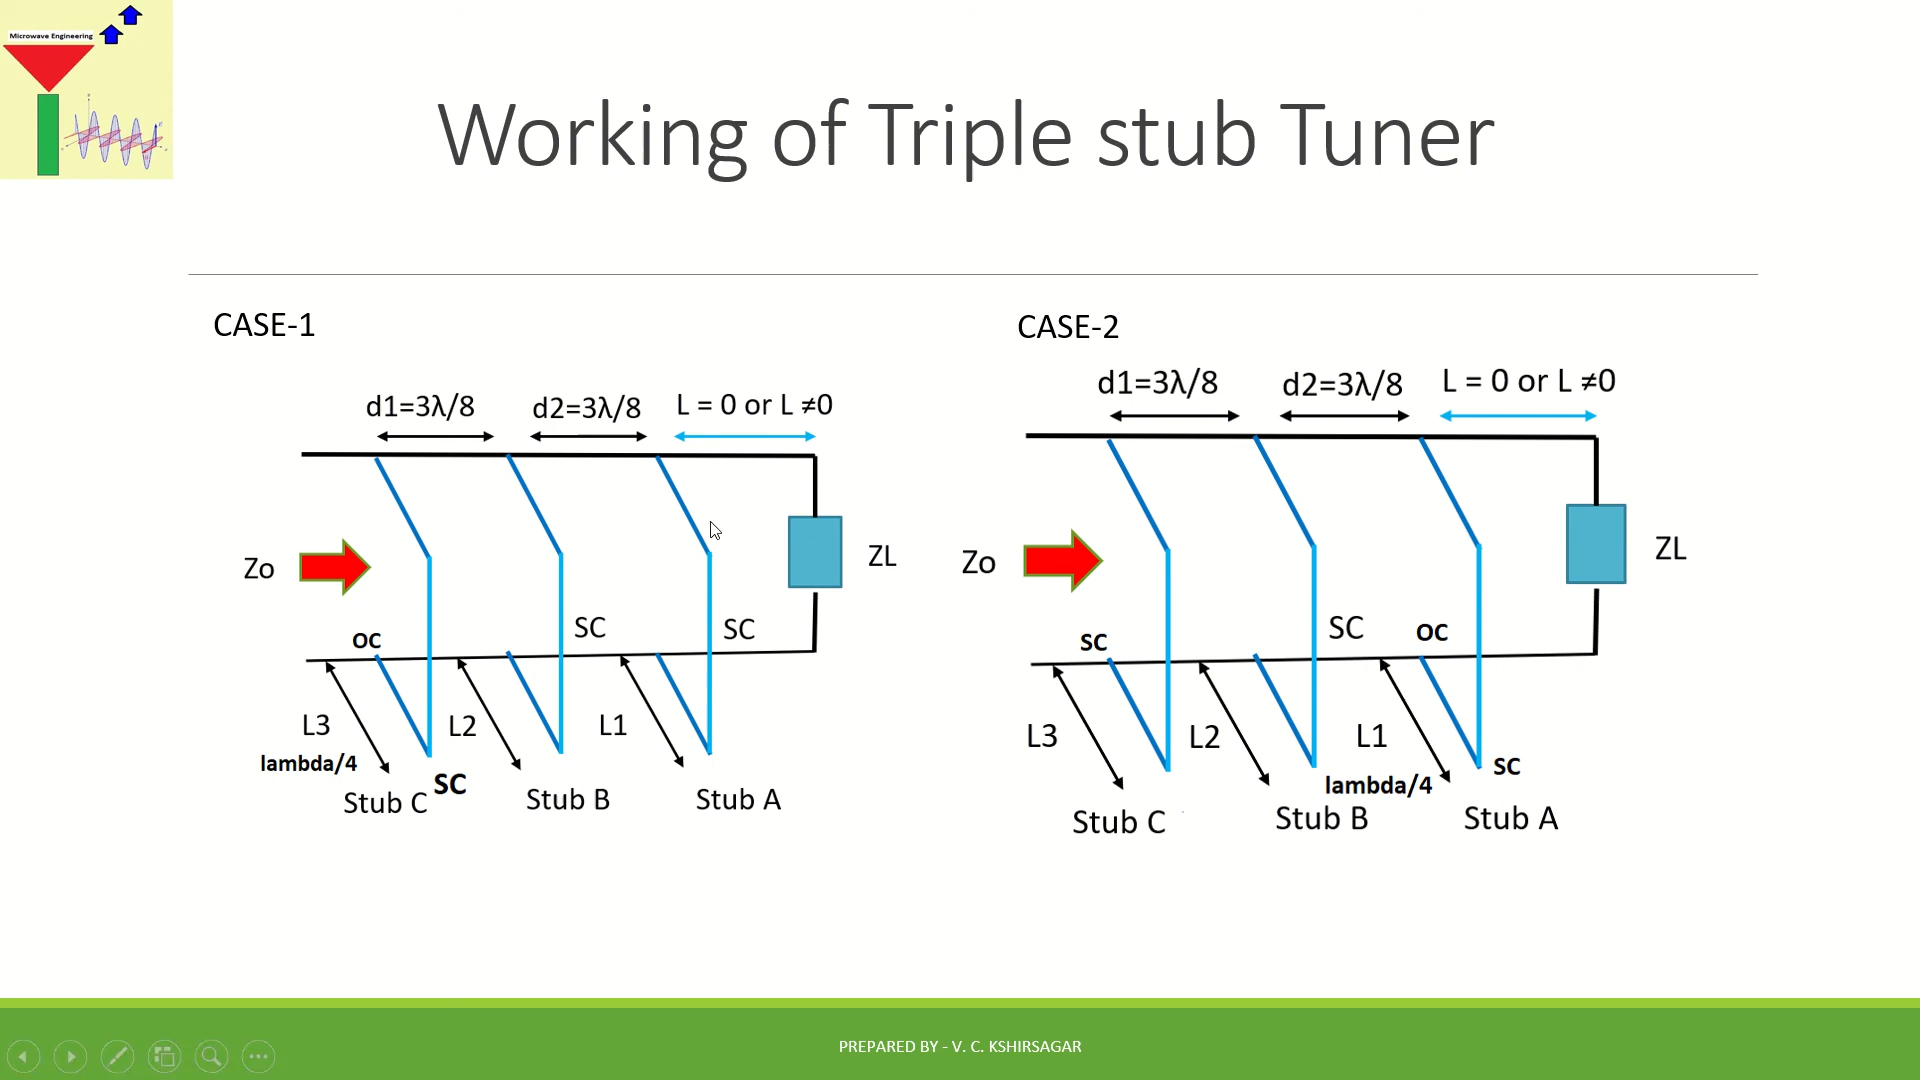 Microwave Engineering
Working of Triple stub Tuner
CASE-1
d1=3λ/8
d2=3λ/8
L = 0 or L ≠0
Zo
ZL
OC
SC
SC
L3
L2
L1
lambda/4
SC
Stub C
Stub B
Stub A
CASE-2
d1=3λ/8
d2=3λ/8
L = 0 or L ≠0
Zo
ZL
SC
SC
OC
L3
L2
L1
SC
lambda/4
Stub C
Stub B
Stub A
PREPARED BY - V. C. KSHIRSAGAR